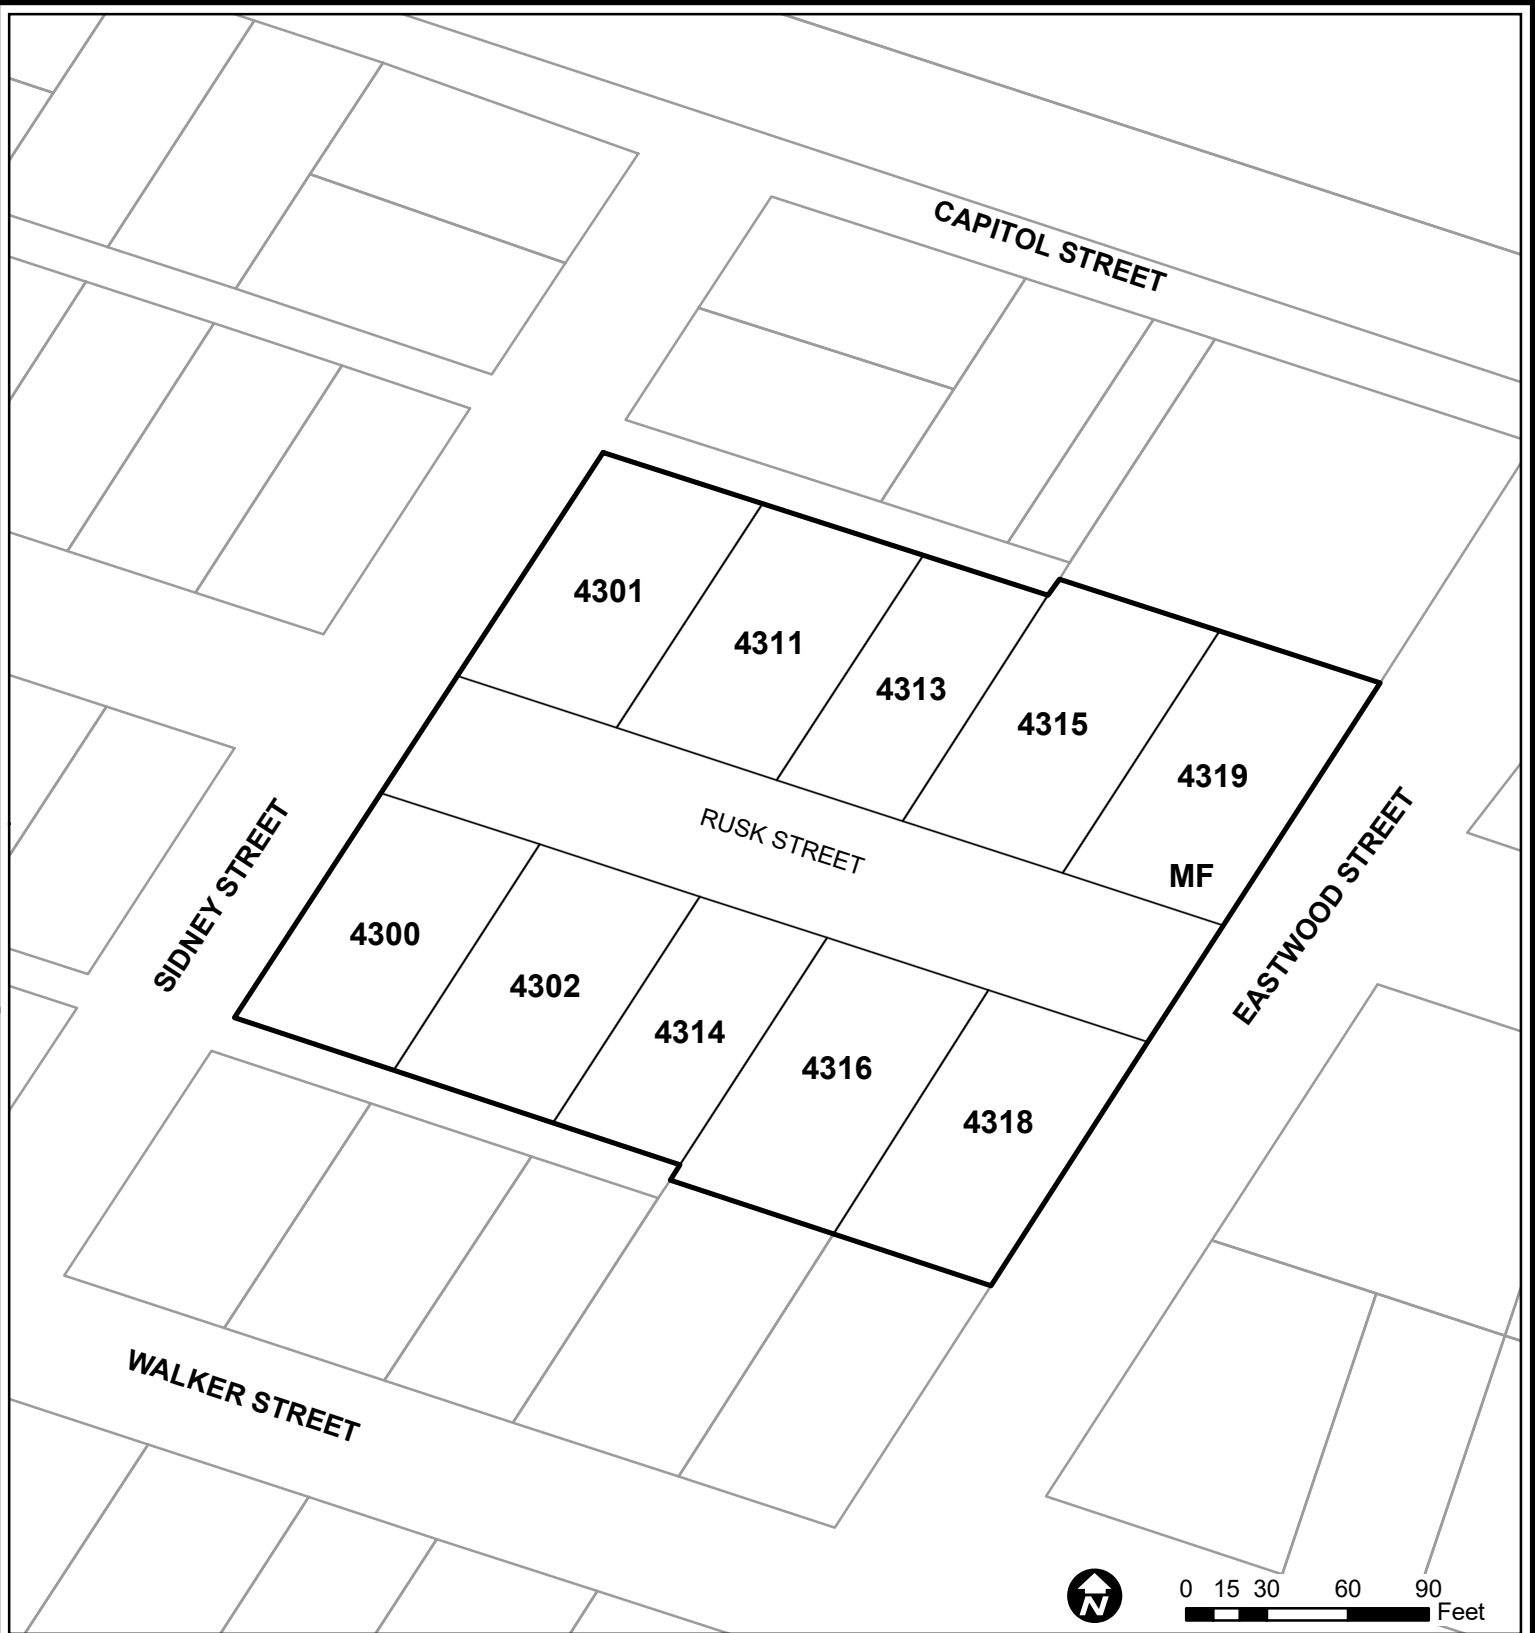 CAPITOL STREET
4301
4311
4313
4315
4319
MF
RUSK STREET
SIDNEY STREET
EASTWOOD STREET
4300
4302
4314
4316
4318
WALKER STREET
N
0 15 30 60 90
Feet